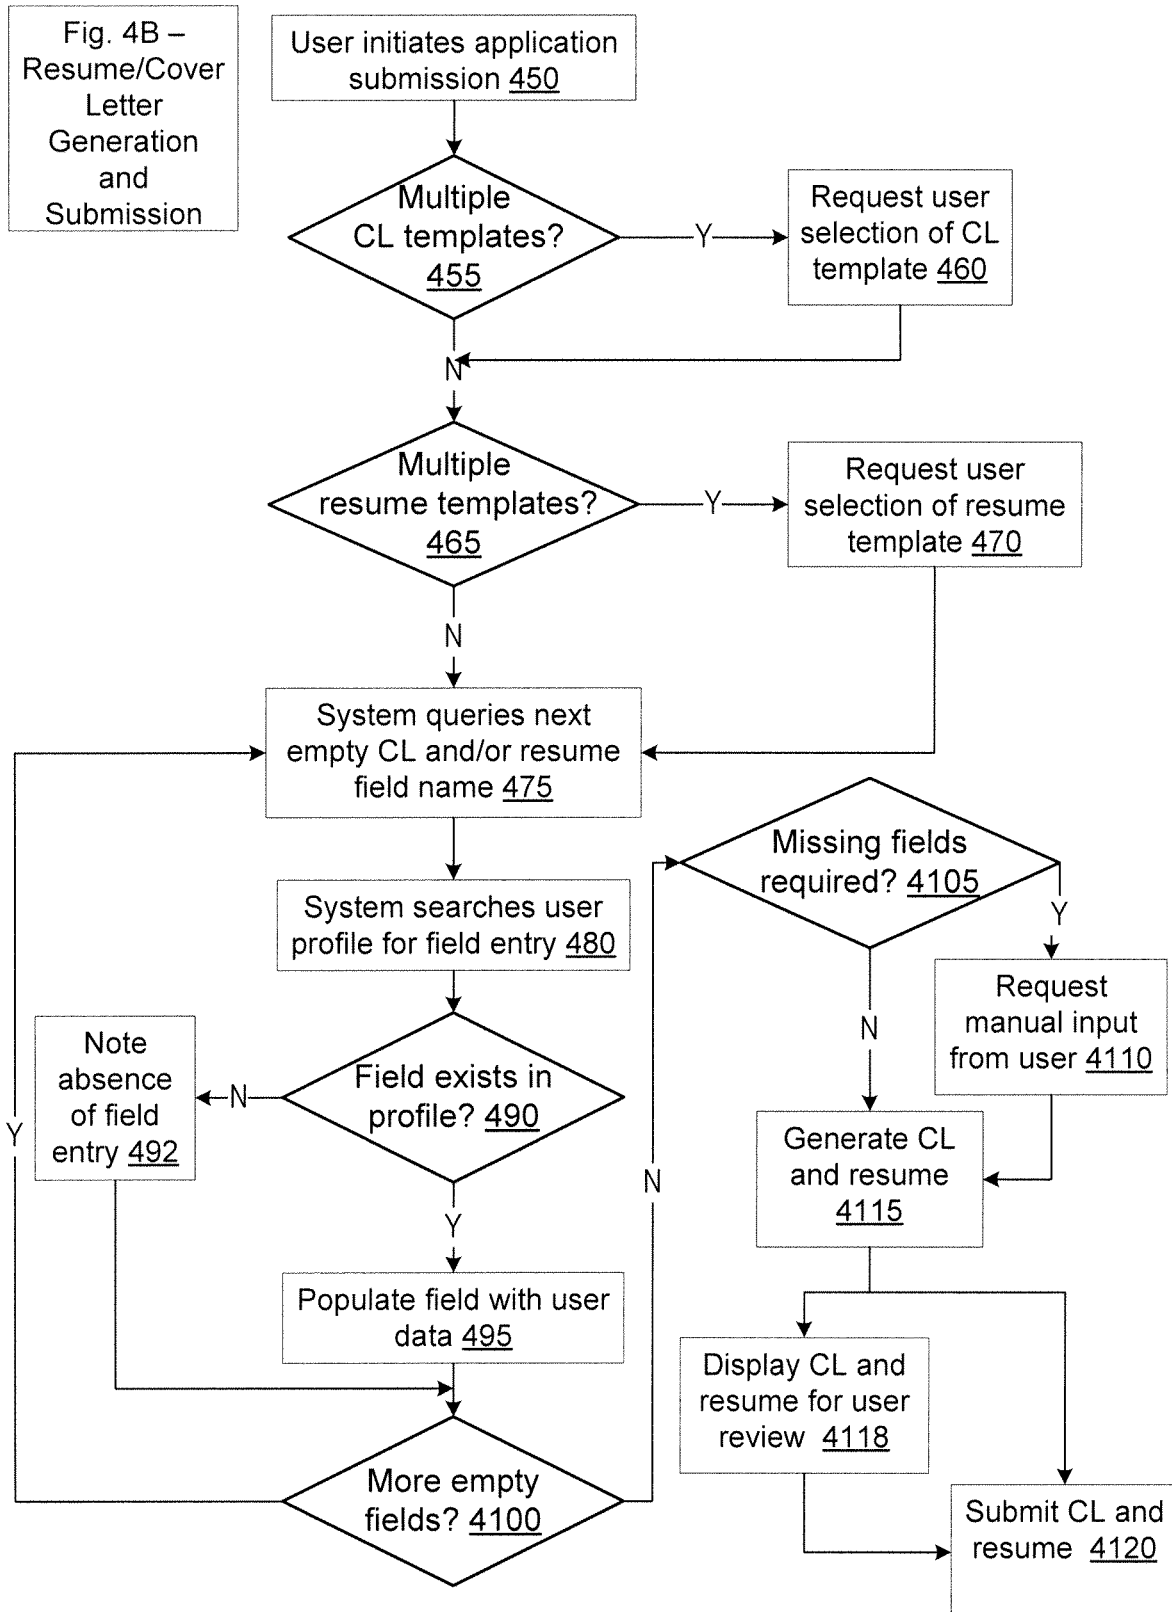 Fig. 4B –
Resume/Cover
Letter
Generation
and
Submission
User initiates application
submission 450
Multiple
CL templates?
455
Y
Request user
selection of CL
template 460
N
Multiple
resume templates?
465
Y
Request user
selection of resume
template 470
N
System queries next
empty CL and/or resume
field name 475
System searches user
profile for field entry 480
Field exists in
profile? 490
N
Note
absence of
field
entry 492
Y
Y
Populate field with user
data 495
More empty
fields? 4100
N
Missing fields
required? 4105
Y
Request
manual input
from user 4110
N
Generate CL
and resume
4115
Display CL and
resume for user
review 4118
Submit CL and
resume 4120